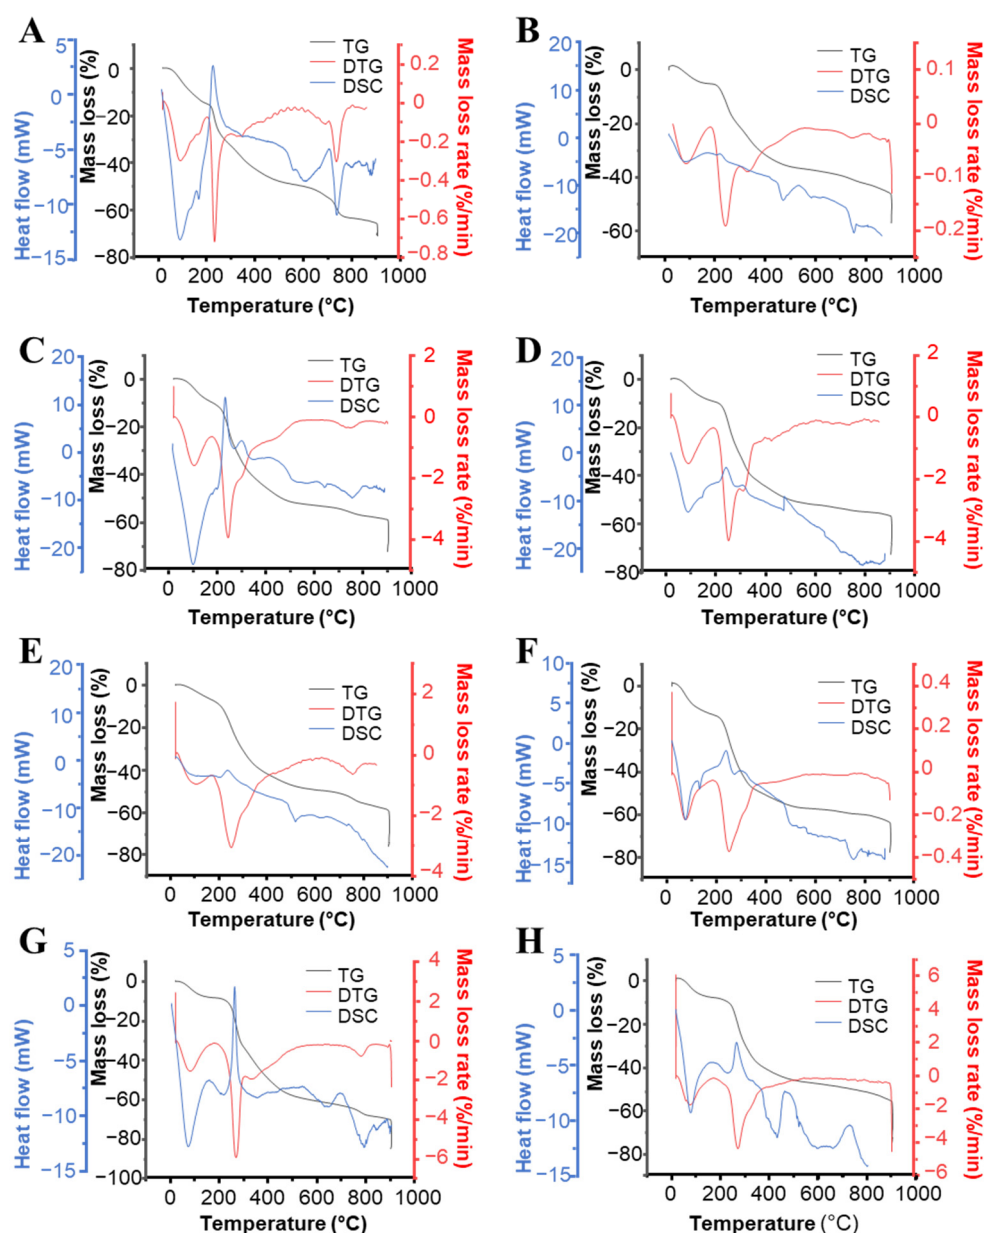 A
Heat flow (mW)
5
0
−5
−10
−15
Mass loss (%)
0
−20
−40
−60
−80
TG
DTG
DSC
0.2
0
−0.2
−0.4
−0.6
−0.8
Mass loss rate (%/min)
0 200 400 600 800 1000
Temperature (°C)
B
Heat flow (mW)
20
10
0
−10
−20
Mass loss (%)
0
−20
−40
−60
TG
DTG
DSC
0.1
0
−0.1
−0.2
Mass loss rate (%/min)
0 200 400 600 800 1000
Temperature (°C)
C
Heat flow (mW)
20
10
0
−10
−20
Mass loss (%)
0
−20
−40
−60
−80
TG
DTG
DSC
2
0
−2
−4
Mass loss rate (%/min)
0 200 400 600 800 1000
Temperature (°C)
D
Heat flow (mW)
20
10
0
−10
−20
Mass loss (%)
0
−20
−40
−60
−80
TG
DTG
DSC
2
0
−2
−4
Mass loss rate (%/min)
0 200 400 600 800 1000
Temperature (°C)
E
Heat flow (mW)
20
10
0
−10
−20
Mass loss (%)
0
−20
−40
−60
−80
TG
DTG
DSC
2
0
−2
−4
Mass loss rate (%/min)
0 200 400 600 800 1000
Temperature (°C)
F
Heat flow (mW)
10
5
0
−5
−10
−15
Mass loss (%)
0
−20
−40
−60
−80
TG
DTG
DSC
0.4
0.2
0
−0.2
−0.4
Mass loss rate (%/min)
0 200 400 600 800 1000
Temperature (°C)
G
Heat flow (mW)
5
0
−5
−10
−15
Mass loss (%)
0
−20
−40
−60
−80
−100
TG
DTG
DSC
4
2
0
−2
−4
−6
Mass loss rate (%/min)
0 200 400 600 800 1000
Temperature (°C)
H
Heat flow (mW)
5
0
−5
−10
−15
Mass loss (%)
0
−20
−40
−60
−80
TG
DTG
DSC
6
4
2
0
−2
−4
−6
Mass loss rate (%/min)
0 200 400 600 800 1000
Temperature (°C)